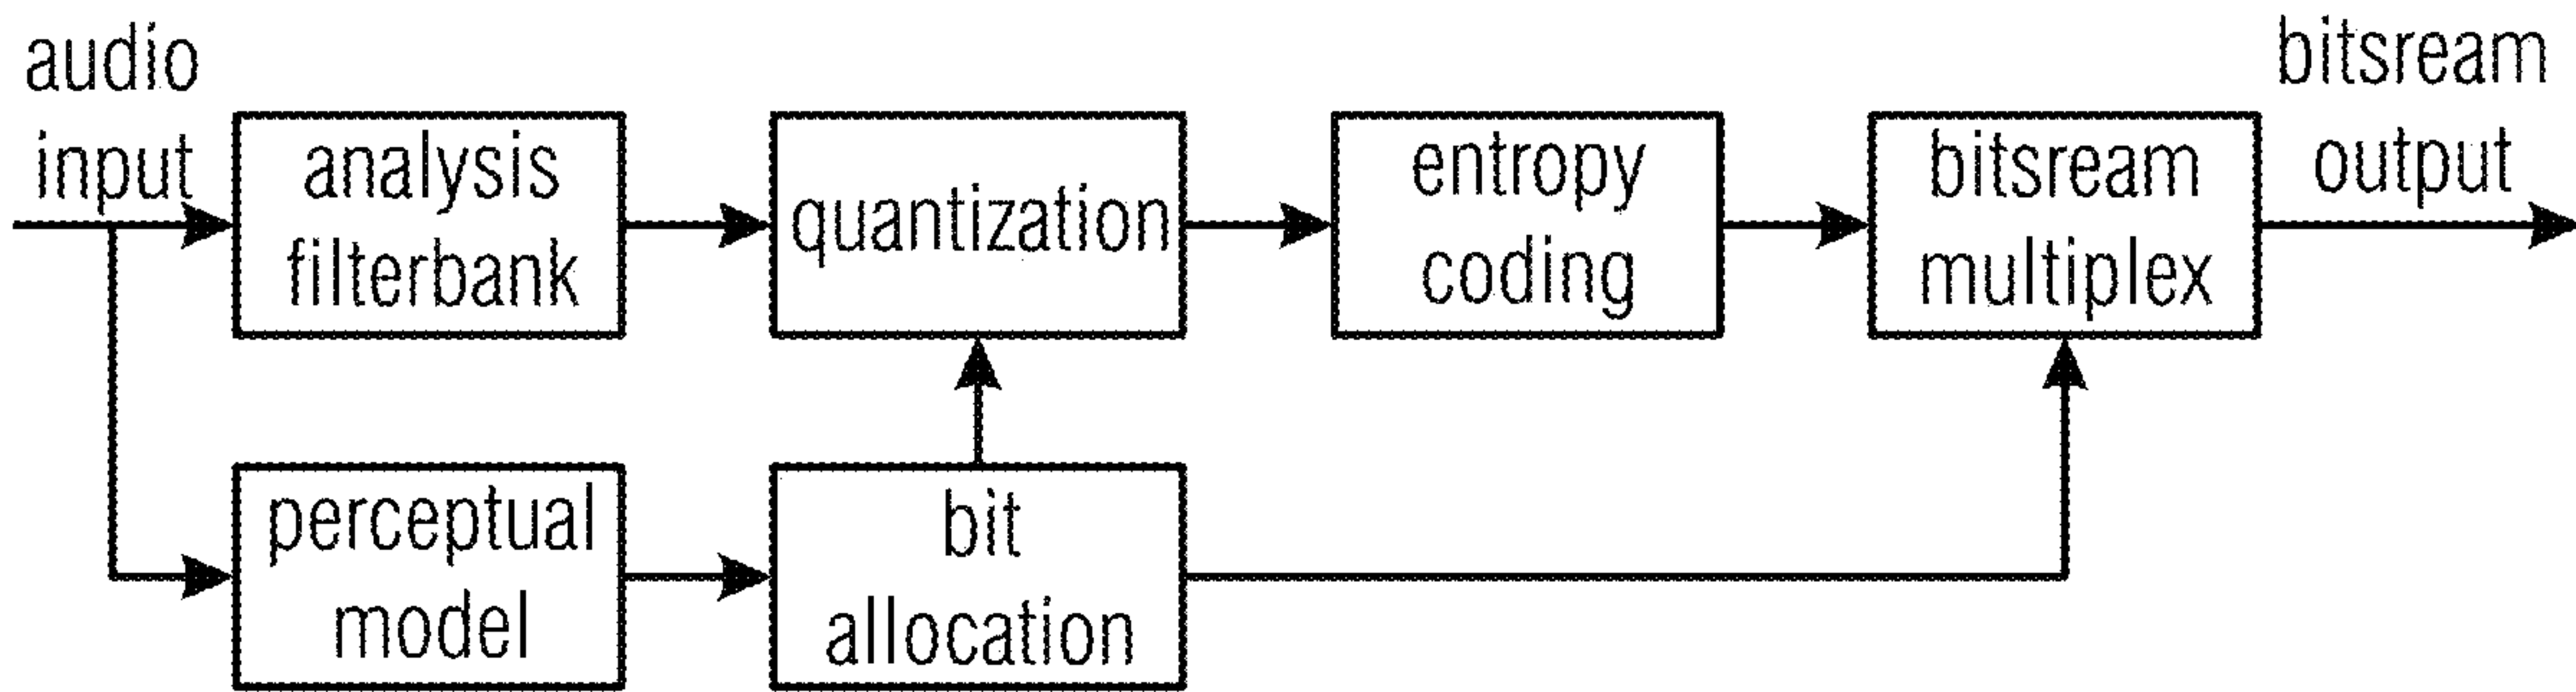 audio
input
analysis
filterbank
quantization
entropy
coding
bitsream
multiplex
bitsream
output
perceptual
model
bit
allocation